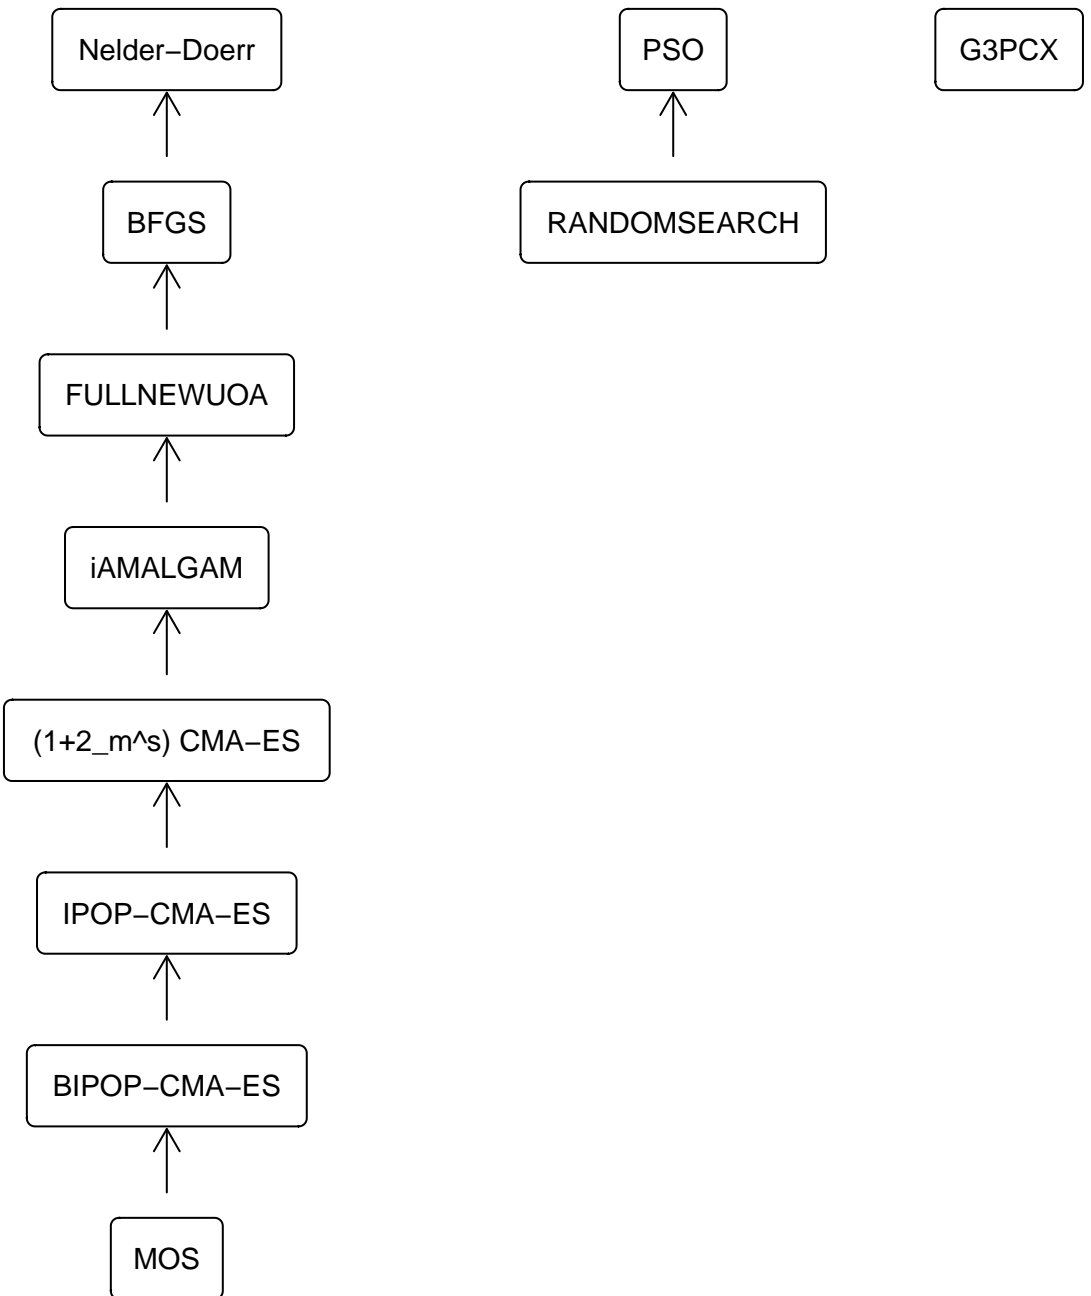 Nelder−Doerr
PSO
G3PCX
BFGS
RANDOMSEARCH
FULLNEWUOA
iAMALGAM
(1+2_m^s) CMA−ES
IPOP−CMA−ES
BIPOP−CMA−ES
MOS